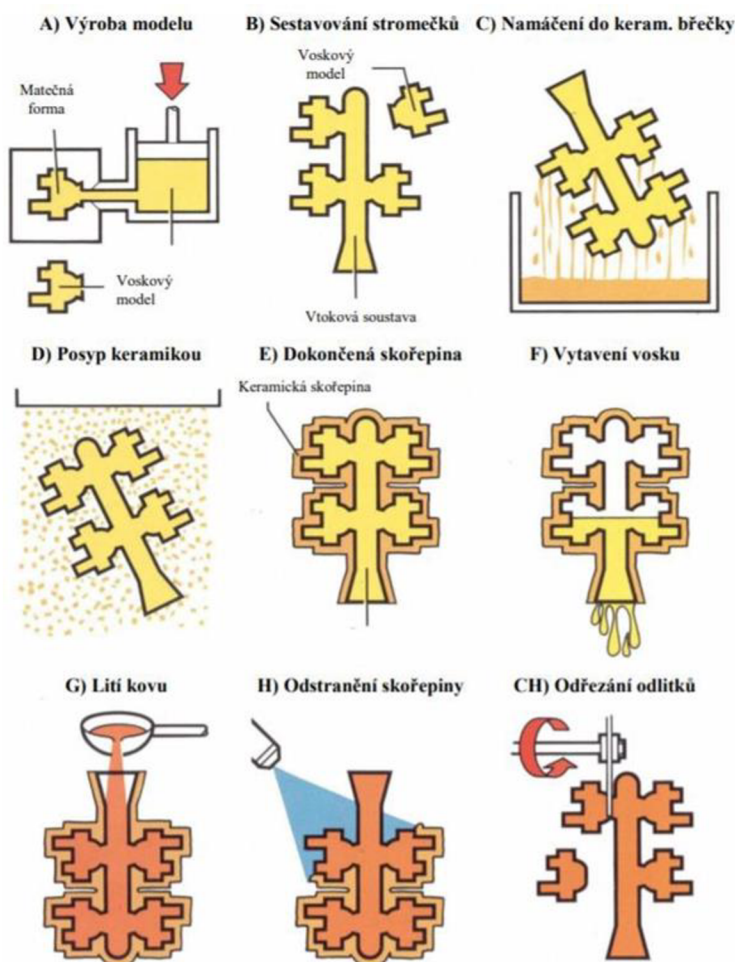 A) Výroba modelu
B) Sestavování stromečků
C) Namáčení do keram. břečky
Matečná
forma
Voskový
model
Voskový
model
Vtoková soustava
D) Posyp keramikou
E) Dokončená skořepina
F) Vytavení vosku
Keramická skořepina
G) Lití kovu
H) Odstranění skořepiny
CH) Odřezání odlitků